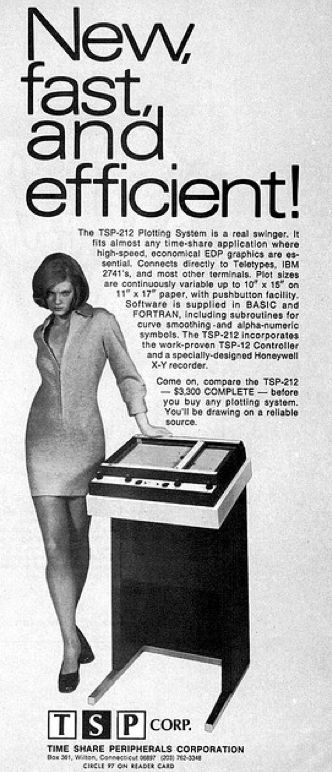 New,
fast,
and
efficient!
The TSP-212 Plotting System is a real swinger. It
fits almost any time-share application where
high-speed, economical EDP graphics are es-
sential. Connects directly to Teletypes, IBM
2741's, and most other terminals. Plot sizes
are continuously variable up to 10" x 15" on
11" x 17" paper, with pushbutton facility.
Software is supplied in BASIC and
FORTRAN, including subroutines for
curve smoothing and alpha-numeric
symbols. The TSP-212 incorporates
the work-proven TSP-12 Controller
and a specially-designed Honeywell
X-Y recorder.
Come on, compare the TSP-212
— $3,300 COMPLETE — before
you buy any plotting system.
You'll be drawing on a reliable
source.
TSP CORP.
TIME SHARE PERIPHERALS CORPORATION
Box 361, Wilton, Connecticut 06897 (203) 762-3348
CIRCLE 97 ON READER CARD